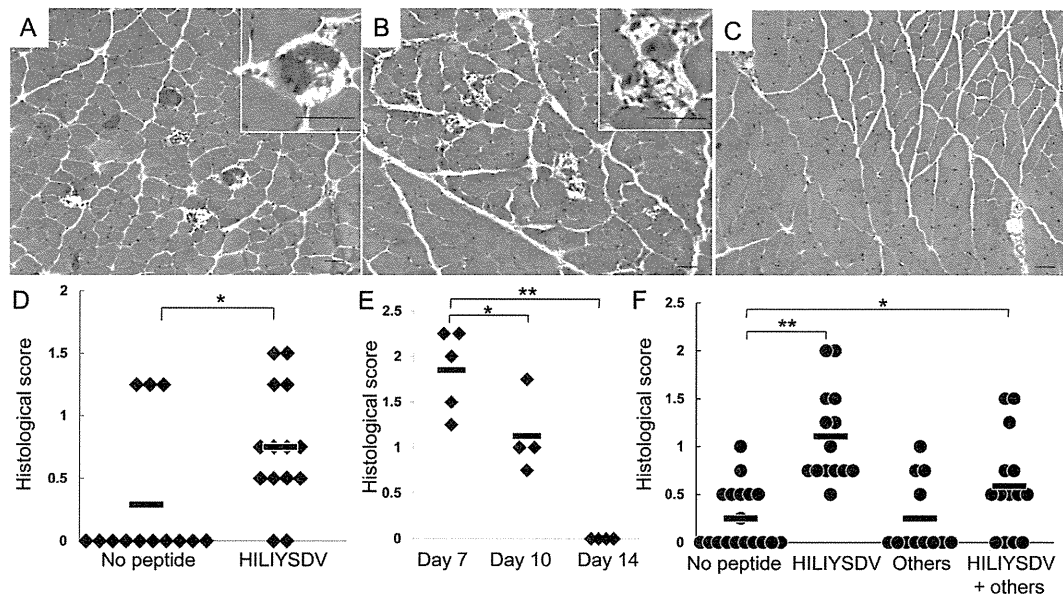 A
B
C
D
Histological score
2
1.5
1
0.5
0
*
No peptide
HILIYSDV
E
Histological score
2.5
2
1.5
1
0.5
0
**
*
Day 7
Day 10
Day 14
F
Histological score
2.5
2
1.5
1
0.5
0
*
**
No peptide
HILIYSDV
Others
HILIYSDV
+ others